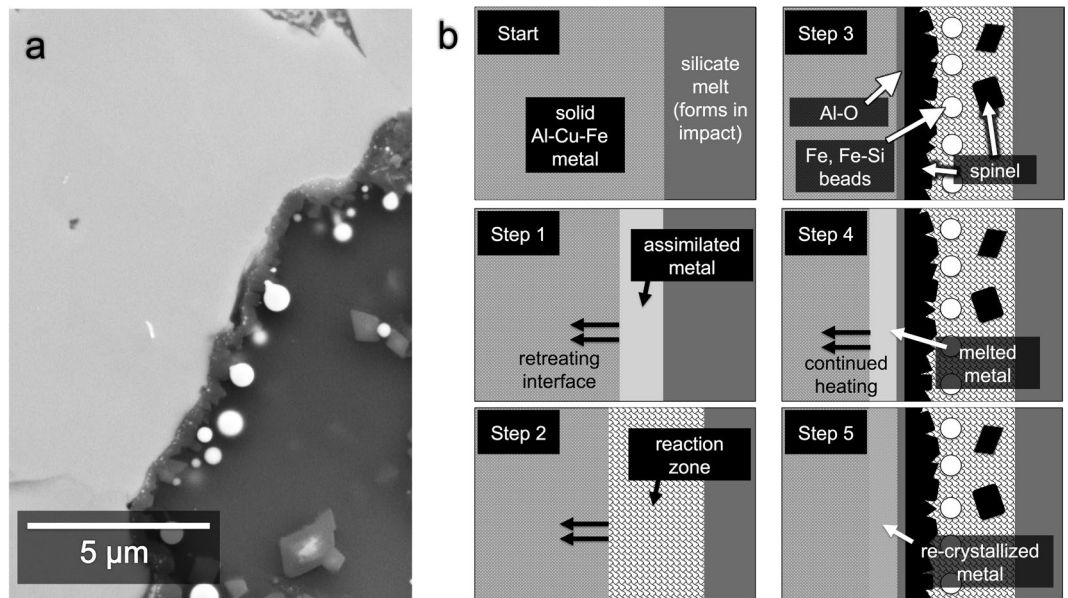 a
5 μm
b
Start
solid
Al-Cu-Fe
metal
silicate
melt
(forms in
impact)
Step 1
assimilated
metal
retreating
interface
Step 2
reaction
zone
Step 3
Al-O
Fe, Fe-Si
beads
spinel
Step 4
continued
heating
melted
metal
Step 5
re-crystallized
metal